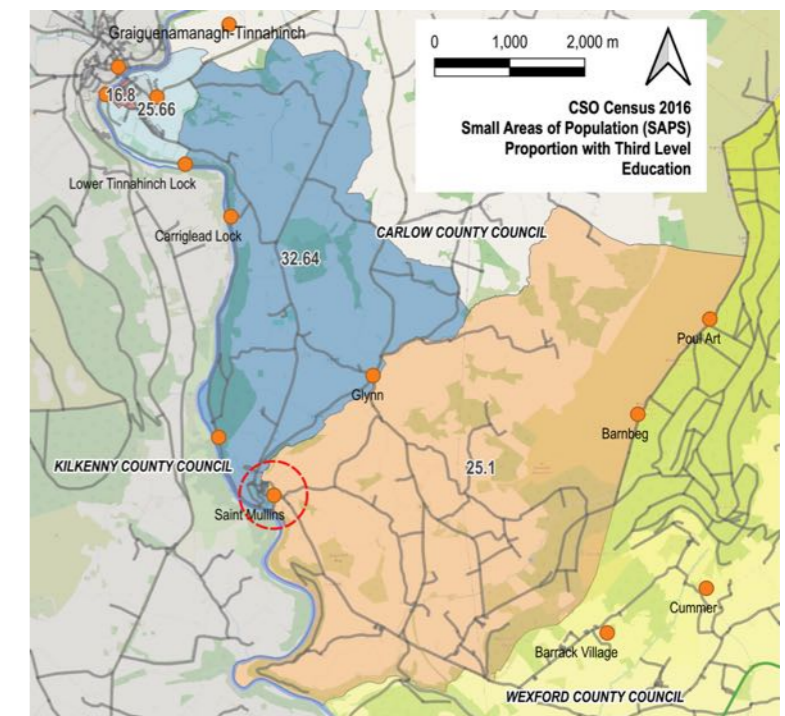 Graiguenamanagh-Tinnahinch
0 1,000 2,000 m
CSO Census 2016
Small Areas of Population (SAPS)
Proportion with Third Level
Education
16.8
25.66
Lower Tinnahinch Lock
Carriglead Lock
CARLOW COUNTY COUNCIL
32.64
Poul Art
Glynn
Barnbeg
KILKENNY COUNTY COUNCIL
25.1
Saint Mullins
Cummer
Barrack Village
WEXFORD COUNTY COUNCIL